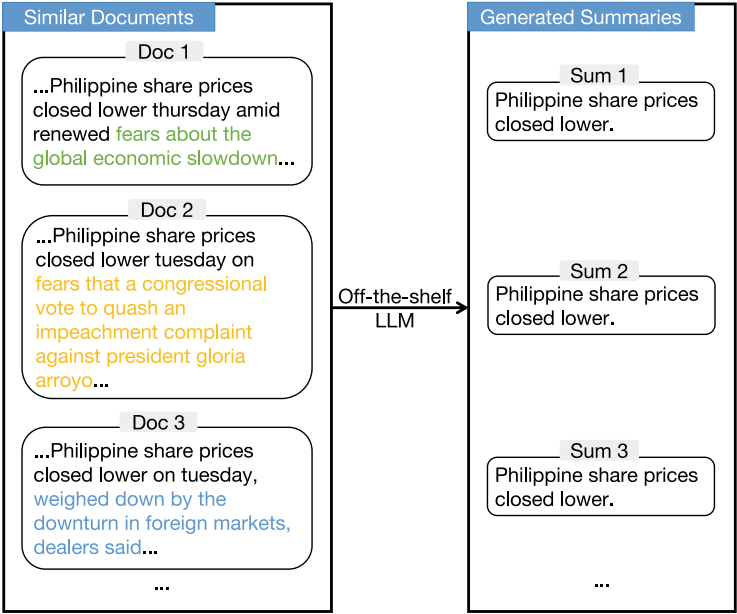 Similar Documents
Doc 1
...Philippine share prices
closed lower thursday amid
renewed fears about the
global economic slowdown...
Doc 2
...Philippine share prices
closed lower tuesday on
fears that a congressional
vote to quash an
impeachment complaint
against president gloria
arroyo...
Doc 3
...Philippine share prices
closed lower on tuesday,
weighed down by the
downturn in foreign markets,
dealers said...
...
Off-the-shelf
LLM
Generated Summaries
Sum 1
Philippine share prices
closed lower.
Sum 2
Philippine share prices
closed lower.
Sum 3
Philippine share prices
closed lower.
...